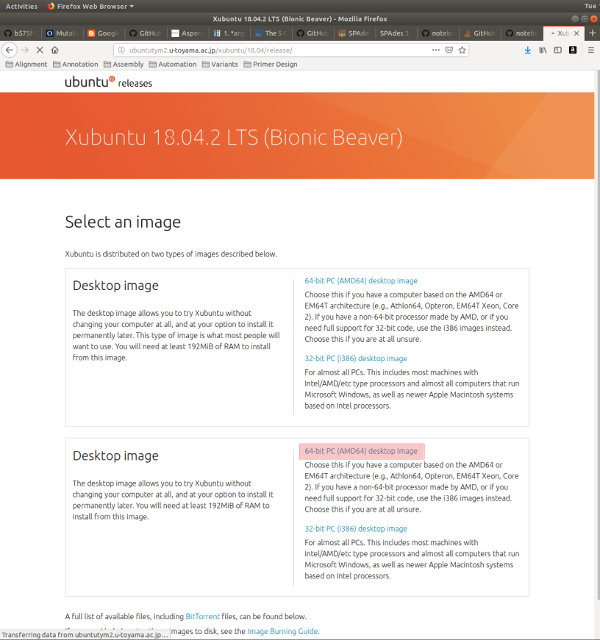 Activities Firefox Web Browser Tue
Xubuntu 18.04.2 LTS (Bionic Beaver) - Mozilla Firefox
b575f Mutan Googl GitHub Asper 1. *arg The S C GitHu SPAde SPAdes 3 noteb GitHub noteb Xub
ubuntutym2.u-toyama.ac.jp/xubuntu/18.04/release/
Alignment Annotation Assembly Automation Variants Primer Design
ubuntu releases
Xubuntu 18.04.2 LTS (Bionic Beaver)
Select an image
Xubuntu is distributed on two types of images described below.
Desktop image
The desktop image allows you to try Xubuntu without
changing your computer at all, and at your option to install it
permanently later. This type of image is what most people will
want to use. You will need at least 192MiB of RAM to install
from this image.
64-bit PC (AMD64) desktop image
Choose this if you have a computer based on the AMD64 or
EM64T architecture (e.g., Athlon64, Opteron, EM64T Xeon, Core
2). If you have a non-64-bit processor made by AMD, or if you
need full support for 32-bit code, use the i386 images instead.
Choose this if you are at all unsure.
32-bit PC (i386) desktop image
For almost all PCs. This includes most machines with
Intel/AMD/etc type processors and almost all computers that run
Microsoft Windows, as well as newer Apple Macintosh systems
based on Intel processors.
Desktop image
The desktop image allows you to try Xubuntu without
changing your computer at all, and at your option to install it
permanently later. You will need at least 192MiB of RAM to
install from this image.
64-bit PC (AMD64) desktop image
Choose this if you have a computer based on the AMD64 or
EM64T architecture (e.g., Athlon64, Opteron, EM64T Xeon, Core
2). If you have a non-64-bit processor made by AMD, or if you
need full support for 32-bit code, use the i386 images instead.
Choose this if you are at all unsure.
32-bit PC (i386) desktop image
For almost all PCs. This includes most machines with
Intel/AMD/etc type processors and almost all computers that run
Microsoft Windows, as well as newer Apple Macintosh systems
based on Intel processors.
A full list of available files, including BitTorrent files, can be found below.
images to disk, see the Image Burning Guide.
Transferring data from ubuntutym2.u-toyama.ac.jp...